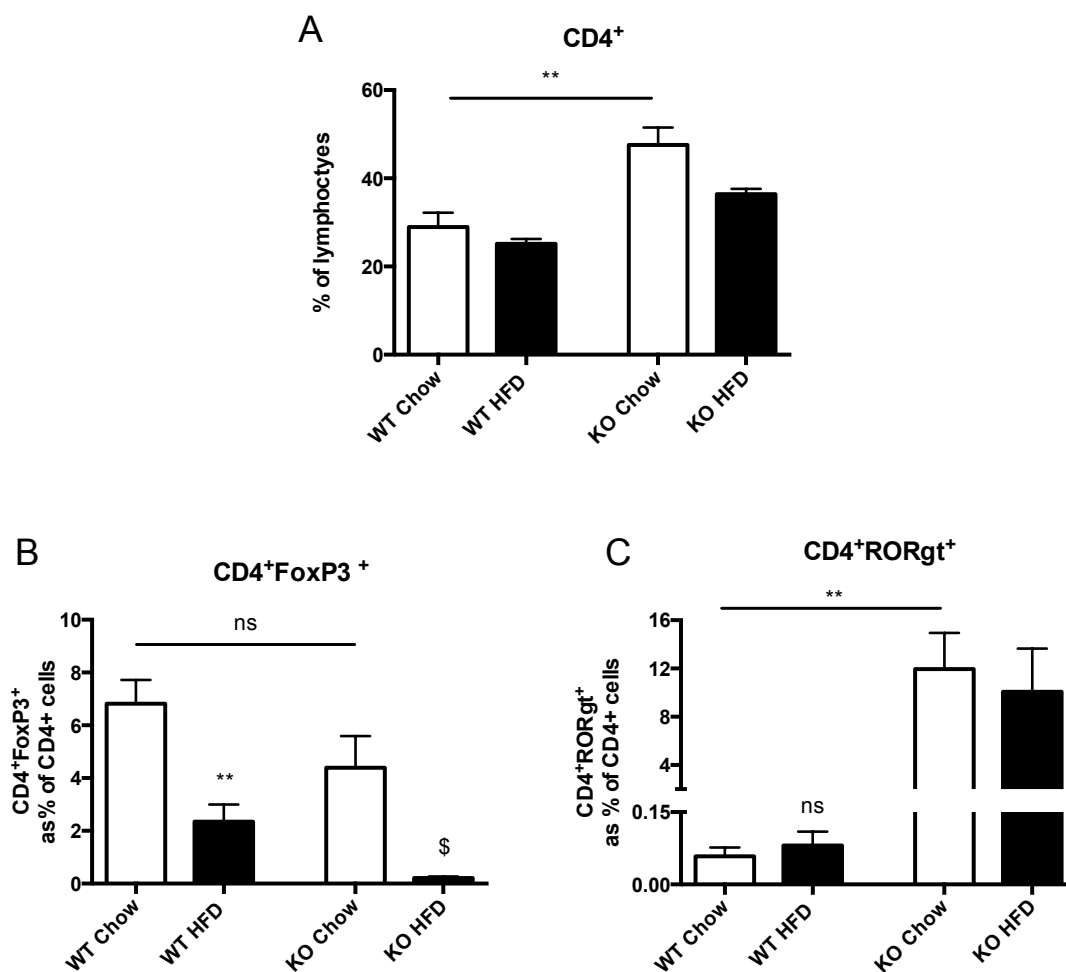 A
CD4⁺
**
60
40
20
0
% of lymphoctyes
WT Chow
WT HFD
KO Chow
KO HFD
B
CD4⁺FoxP3 ⁺
ns
10
8
6
4
2
0
CD4⁺FoxP3⁺
as% of CD4+ cells
**
$
WT Chow
WT HFD
KO Chow
KO HFD
C
CD4⁺RORgt⁺
**
16
12
8
4
0.15
0.00
CD4⁺RORgt⁺
as % of CD4+ cells
ns
WT Chow
WT HFD
KO Chow
KO HFD